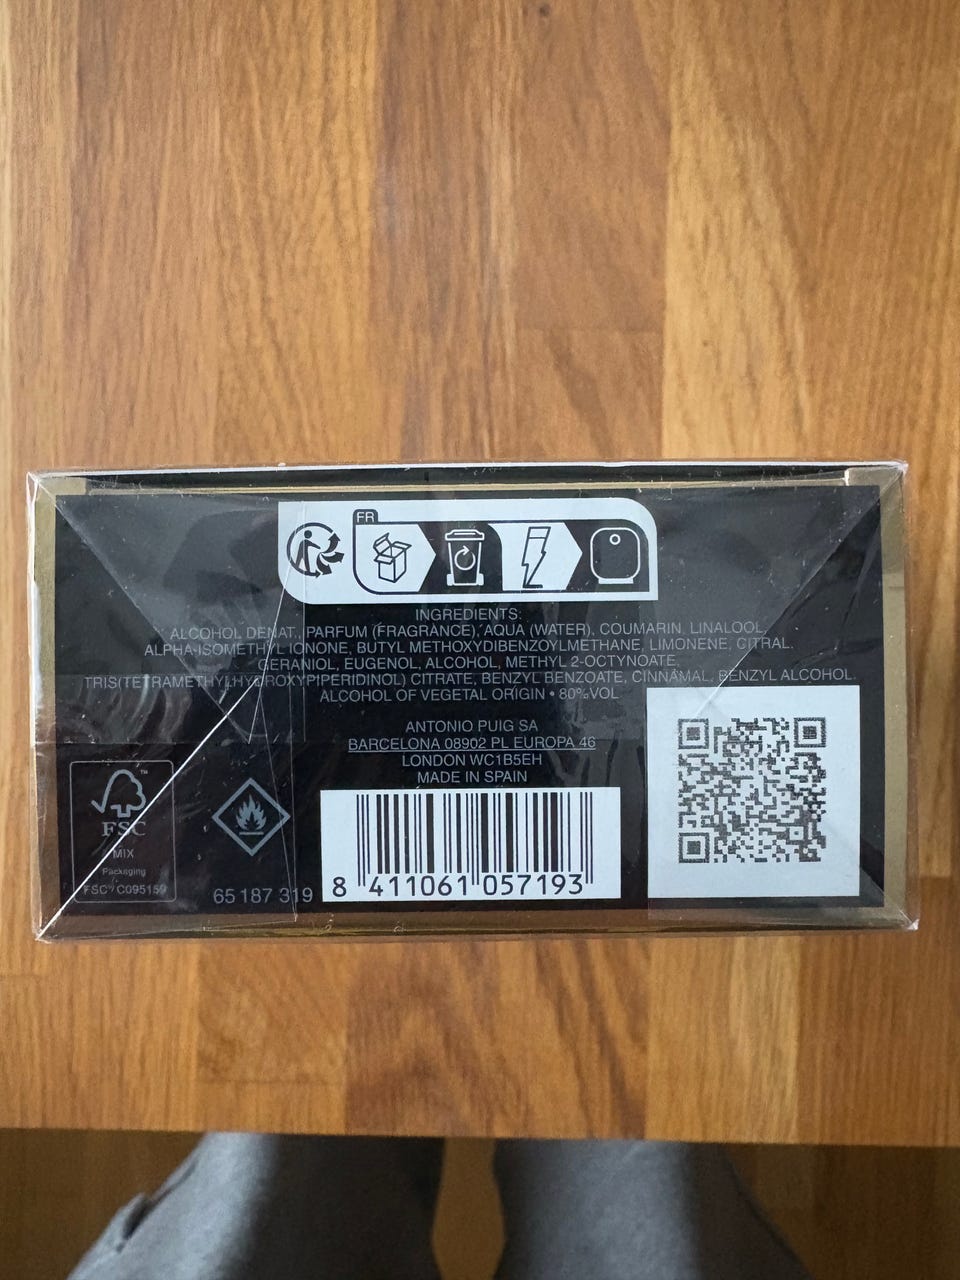 FR
INGREDIENTS:
ALCOHOL DENAT., PARFUM (FRAGRANCE), AQUA (WATER), COUMARIN, LINALOOL,
ALPHA-ISOMETHYL IONONE, BUTYL METHOXYDIBENZOYLMETHANE, LIMONENE, CITRAL.
GERANIOL, EUGENOL, ALCOHOL, METHYL 2-OCTYNOATE,
TRIS(TETRAMETHYLHYDROXYPIPERIDINOL) CITRATE, BENZYL BENZOATE, CINNAMAL, BENZYL ALCOHOL.
ALCOHOL OF VEGETAL ORIGIN • 80%VOL
ANTONIO PUIG SA
BARCELONA 08902 PL EUROPA 46
LONDON WC1B5EH
MADE IN SPAIN
FSC
MIX
Packaging
FSC® C095159
65 187 319
8 411061 057193